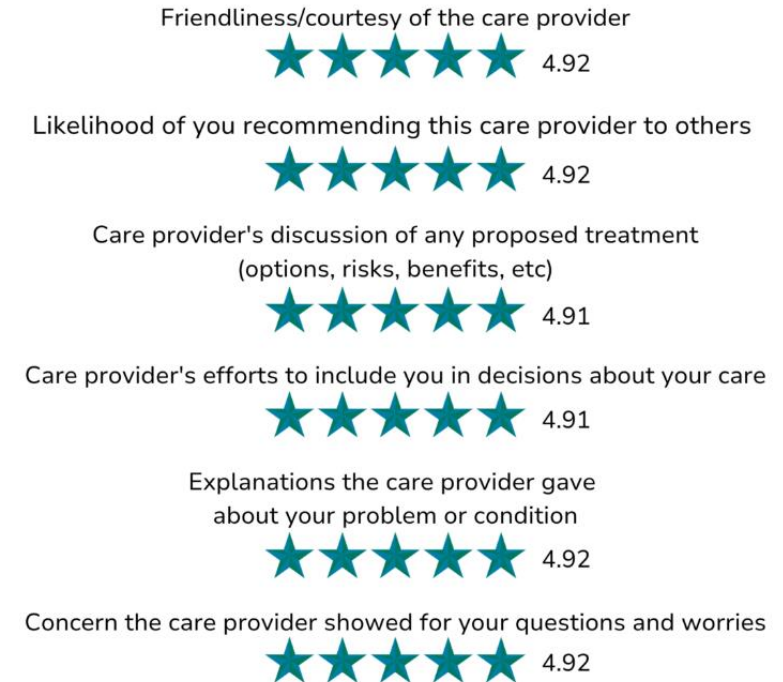 Friendliness/courtesy of the care provider
4.92
Likelihood of you recommending this care provider to others
4.92
Care provider's discussion of any proposed treatment
(options, risks, benefits, etc)
4.91
Care provider's efforts to include you in decisions about your care
4.91
Explanations the care provider gave
about your problem or condition
4.92
Concern the care provider showed for your questions and worries
4.92